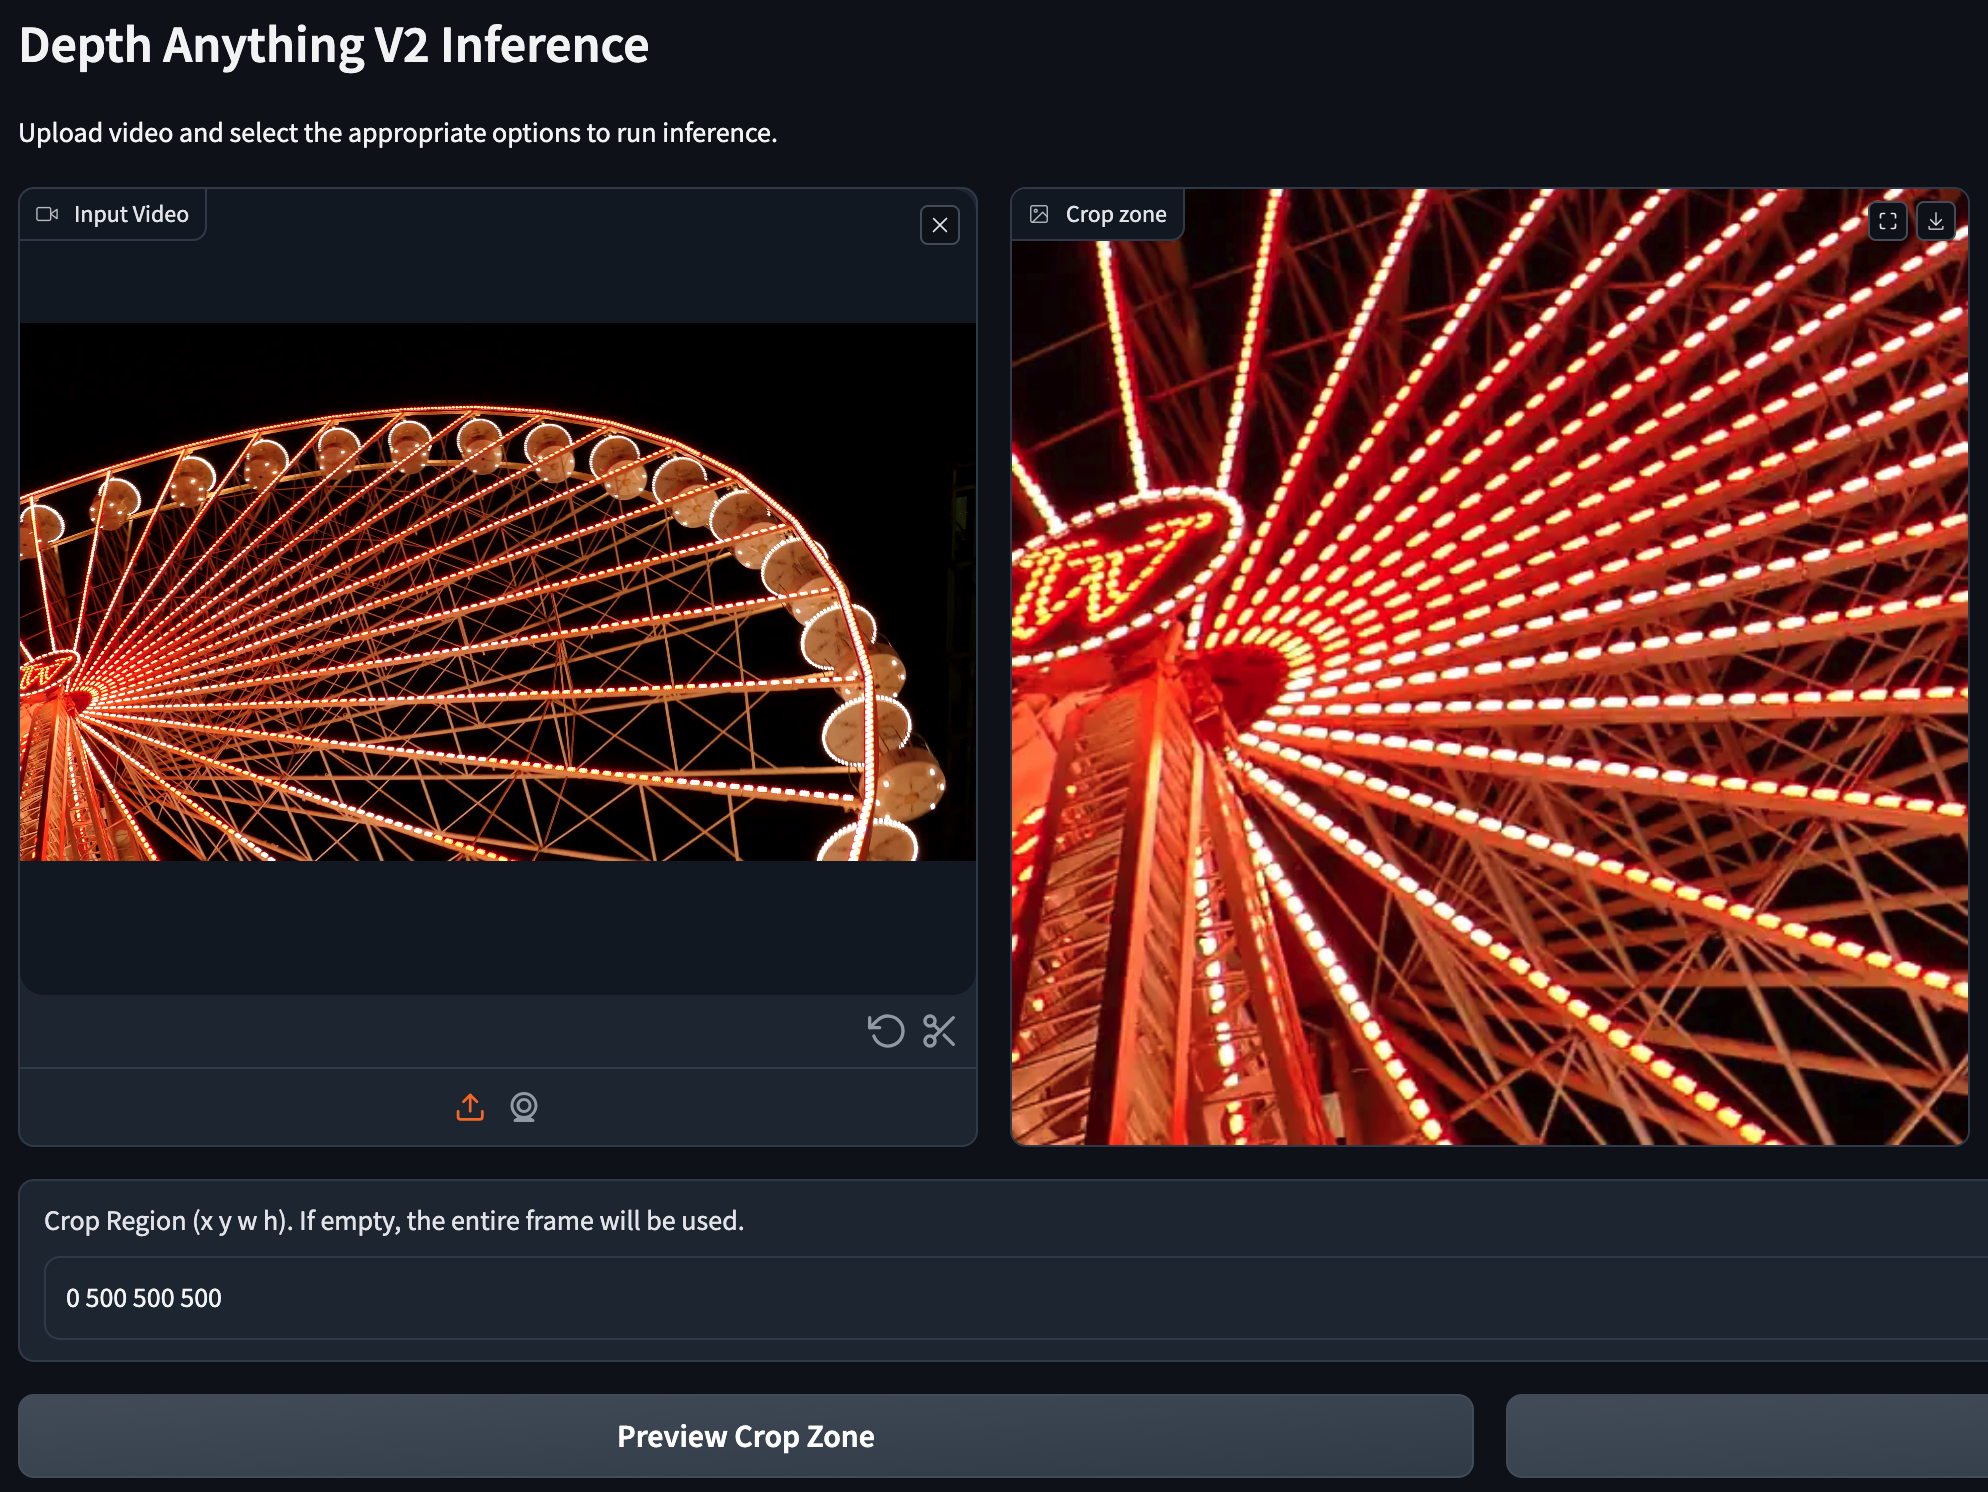 Depth Anything V2 Inference
Upload video and select the appropriate options to run inference.
Input Video
Crop zone
Crop Region (x y w h). If empty, the entire frame will be used.
0 500 500 500
Preview Crop Zone